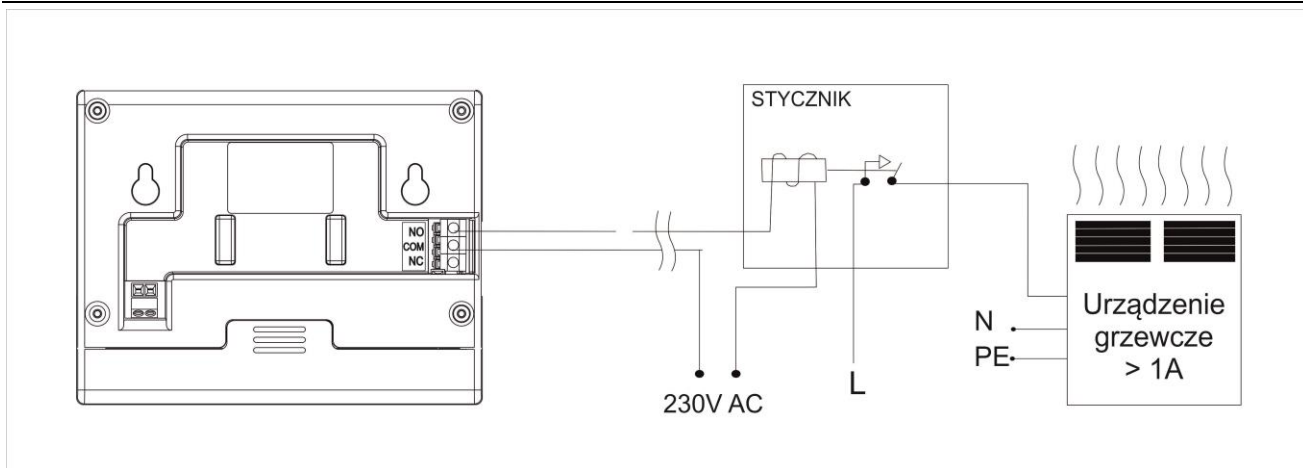 STYCZNIK
NO
COM
NC
230V AC
L
N
PE
Urządzenie
grzewcze
> 1A